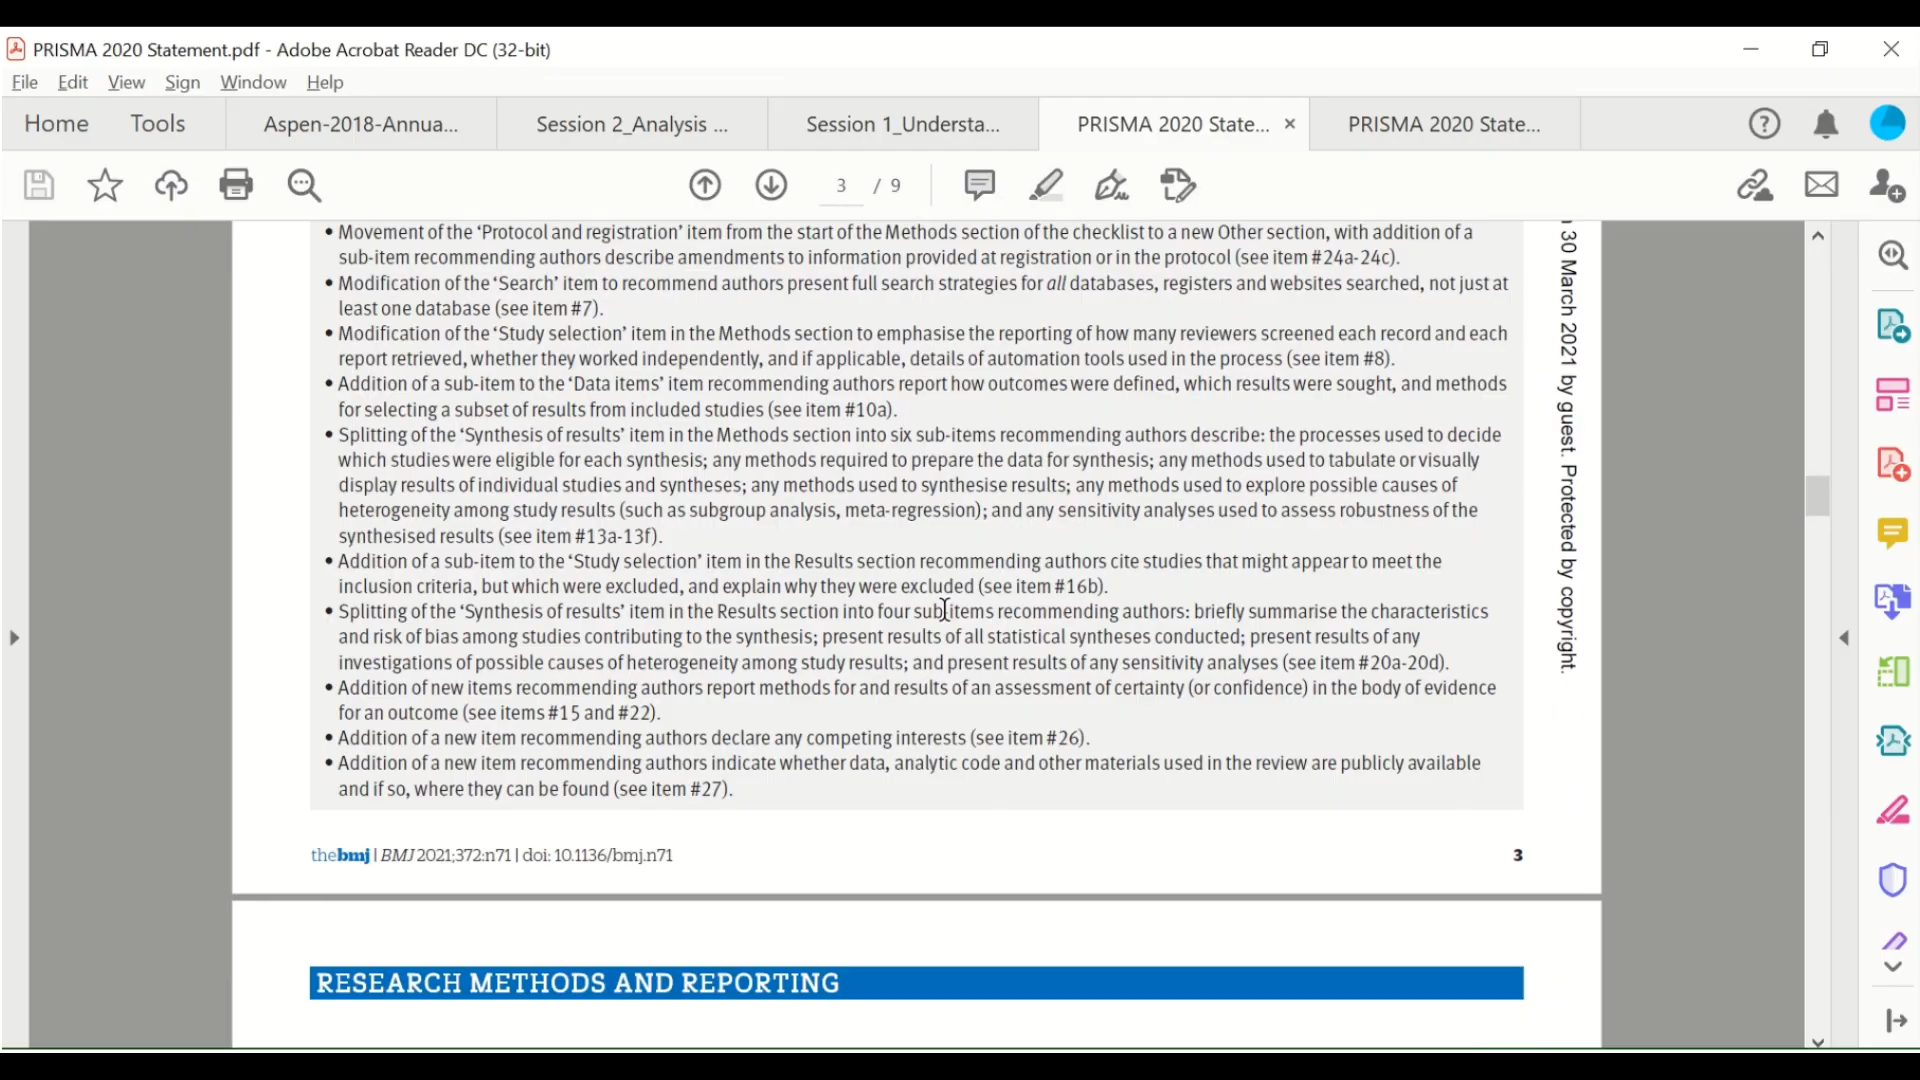 PRISMA 2020 Statement.pdf - Adobe Acrobat Reader DC (32-bit)
File Edit View Sign Window Help
Home Tools Aspen-2018-Annua... Session 2_Analysis ... Session 1_Understa... PRISMA 2020 State... × PRISMA 2020 State...
3 / 9
• Movement of the ‘Protocol and registration’ item from the start of the Methods section of the checklist to a new Other section, with addition of a
sub-item recommending authors describe amendments to information provided at registration or in the protocol (see item #24a-24c).
• Modification of the ‘Search’ item to recommend authors present full search strategies for all databases, registers and websites searched, not just at
least one database (see item #7).
• Modification of the ‘Study selection’ item in the Methods section to emphasise the reporting of how many reviewers screened each record and each
report retrieved, whether they worked independently, and if applicable, details of automation tools used in the process (see item #8).
• Addition of a sub-item to the ‘Data items’ item recommending authors report how outcomes were defined, which results were sought, and methods
for selecting a subset of results from included studies (see item #10a).
• Splitting of the ‘Synthesis of results’ item in the Methods section into six sub-items recommending authors describe: the processes used to decide
which studies were eligible for each synthesis; any methods required to prepare the data for synthesis; any methods used to tabulate or visually
display results of individual studies and syntheses; any methods used to synthesise results; any methods used to explore possible causes of
heterogeneity among study results (such as subgroup analysis, meta-regression); and any sensitivity analyses used to assess robustness of the
synthesised results (see item #13a-13f).
• Addition of a sub-item to the ‘Study selection’ item in the Results section recommending authors cite studies that might appear to meet the
inclusion criteria, but which were excluded, and explain why they were excluded (see item #16b).
• Splitting of the ‘Synthesis of results’ item in the Results section into four sub-items recommending authors: briefly summarise the characteristics
and risk of bias among studies contributing to the synthesis; present results of all statistical syntheses conducted; present results of any
investigations of possible causes of heterogeneity among study results; and present results of any sensitivity analyses (see item #20a-20d).
• Addition of new items recommending authors report methods for and results of an assessment of certainty (or confidence) in the body of evidence
for an outcome (see items #15 and #22).
• Addition of a new item recommending authors declare any competing interests (see item #26).
• Addition of a new item recommending authors indicate whether data, analytic code and other materials used in the review are publicly available
and if so, where they can be found (see item #27).
30 March 2021 by guest. Protected by copyright.
thebmj | BMJ 2021;372:n71 | doi: 10.1136/bmj.n71
3
RESEARCH METHODS AND REPORTING